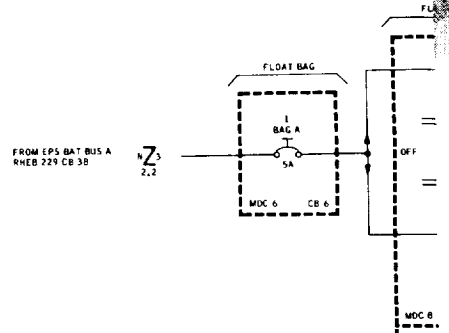 FLOAT BAG
1
BAG A
5A
MDC 6 CB 6
FROM EPS BAT BUS A
RHEB 229 CB 38
N Z 3
2,2
OFF
MDC 8